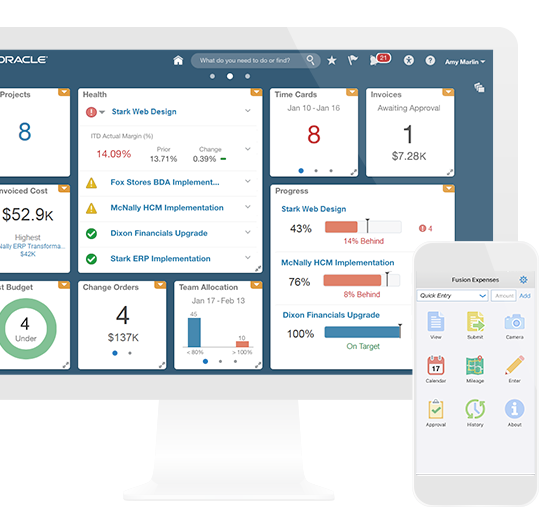 ORACLE
What do you need to do or find?
21
Amy Marlin
Projects
8
Health
Stark Web Design
ITD Actual Margin (%)
Prior
Change
14.09%
13.71%
0.39%
Fox Stores BDA Implement...
McNally HCM Implementation
Dixon Financials Upgrade
Stark ERP Implementation
Time Cards
Jan 10 - Jan 16
8
Invoices
Awaiting Approval
1
$7.28K
nvoiced Cost
$52.9K
Highest
Nally ERP Transforma...
$42K
Progress
Stark Web Design
43%
4
14% Behind
McNally HCM Implementation
76%
8% Behind
Dixon Financials Upgrade
100%
On Target
t Budget
4
Under
Change Orders
4
$137K
Team Allocation
Jan 17 - Feb 13
45
10
< 80%
> 100%
Fusion Expenses
Quick Entry
Amount
Add
View
Submit
Camera
17
Calendar
Mileage
Enter
Approval
History
About